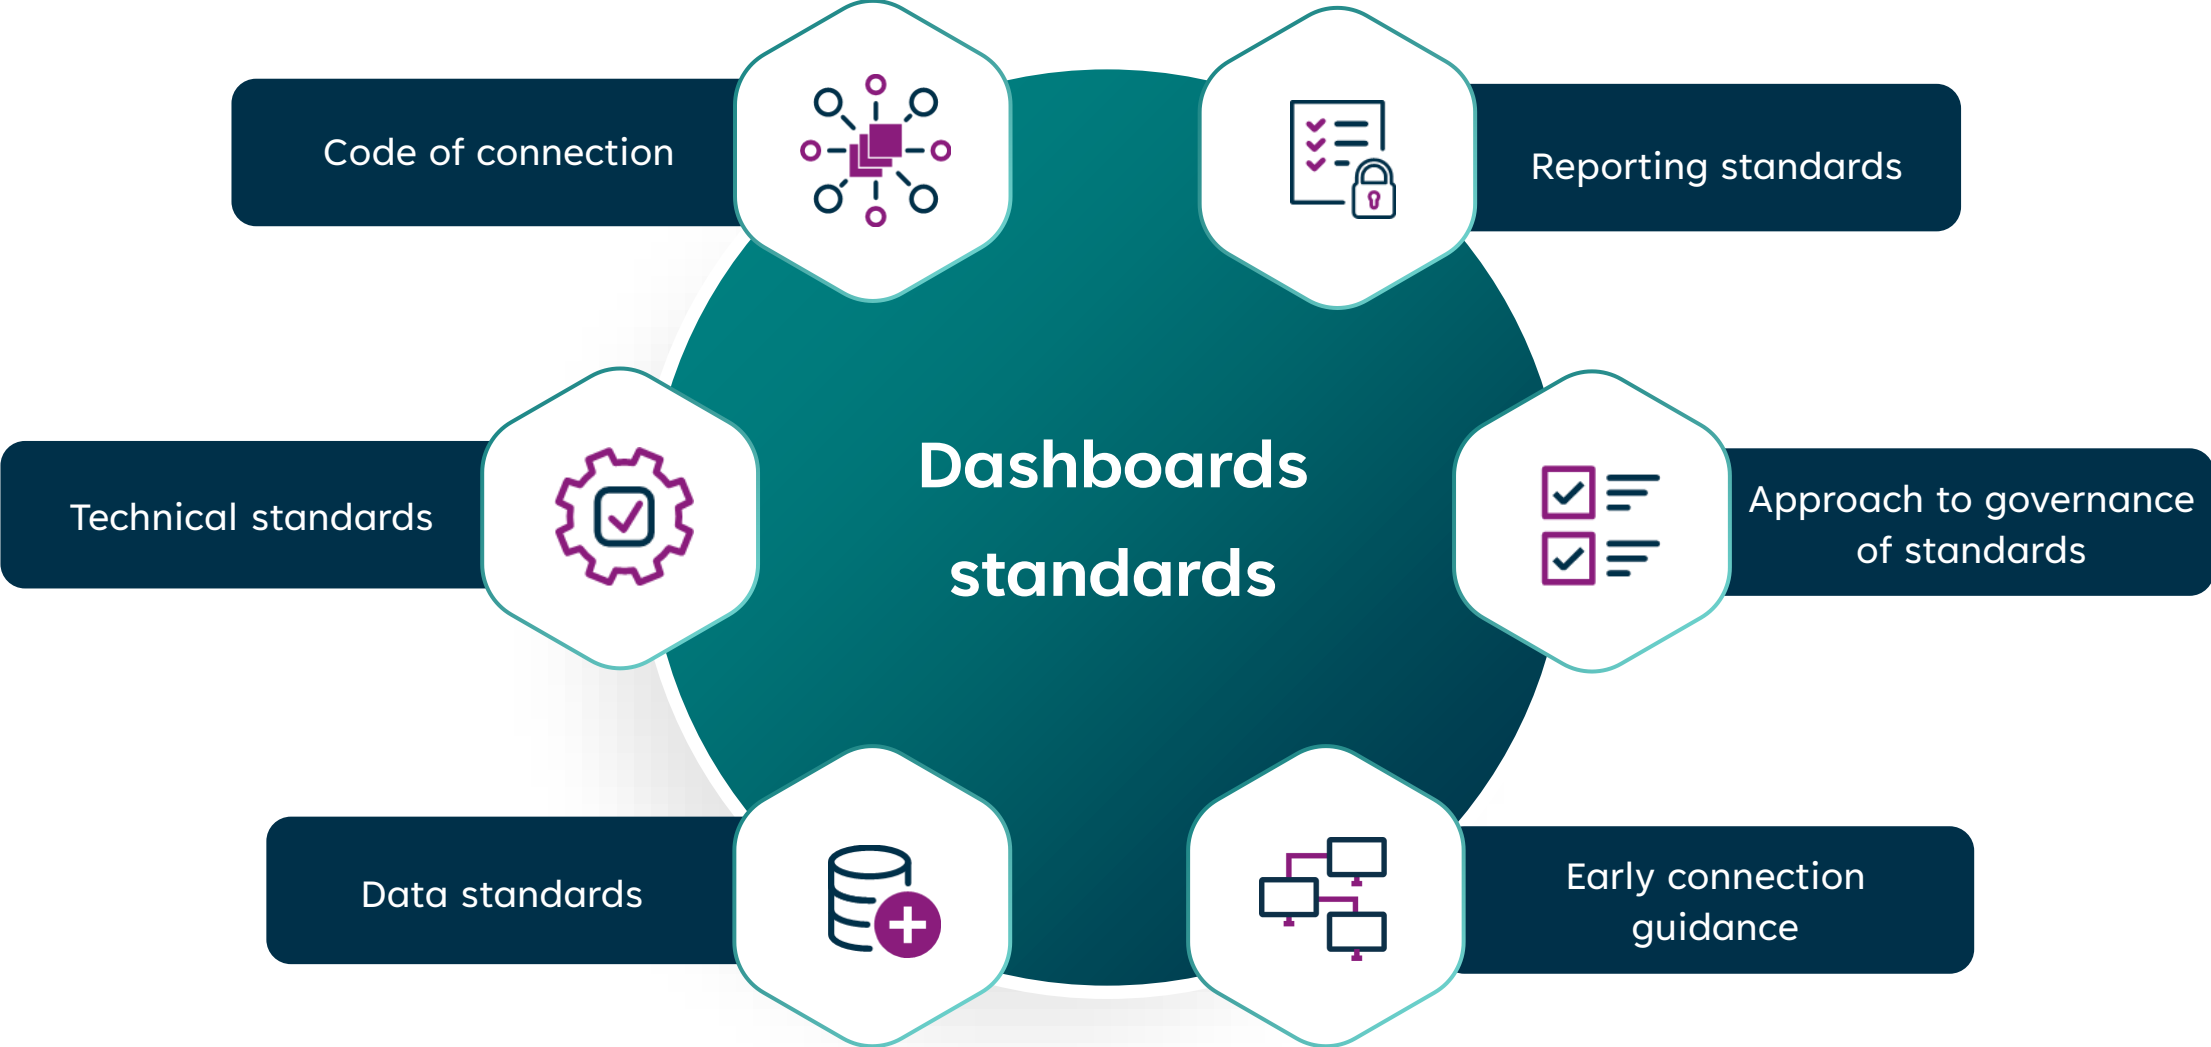 Code of connection
Reporting standards
Dashboards
standards
Technical standards
Approach to governance
of standards
Data standards
Early connection
guidance